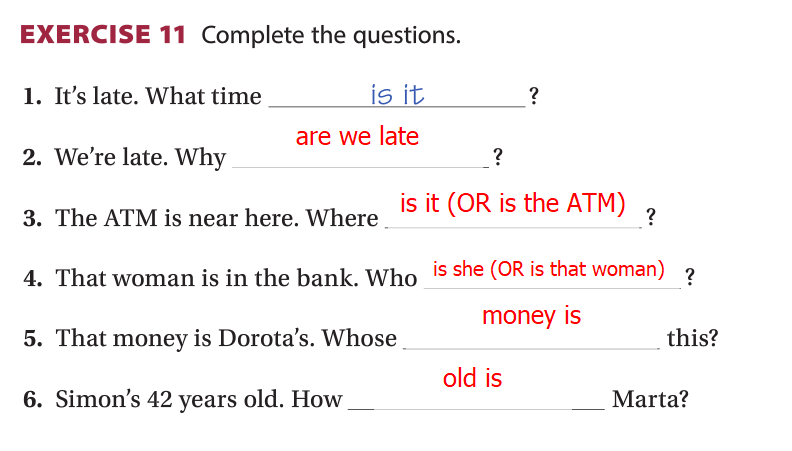 EXERCISE 11 Complete the questions.
1. It's late. What time is it ?
2. We're late. Why are we late ?
3. The ATM is near here. Where is it (OR is the ATM) ?
4. That woman is in the bank. Who is she (OR is that woman) ?
5. That money is Dorota's. Whose money is this?
6. Simon's 42 years old. How old is Marta?